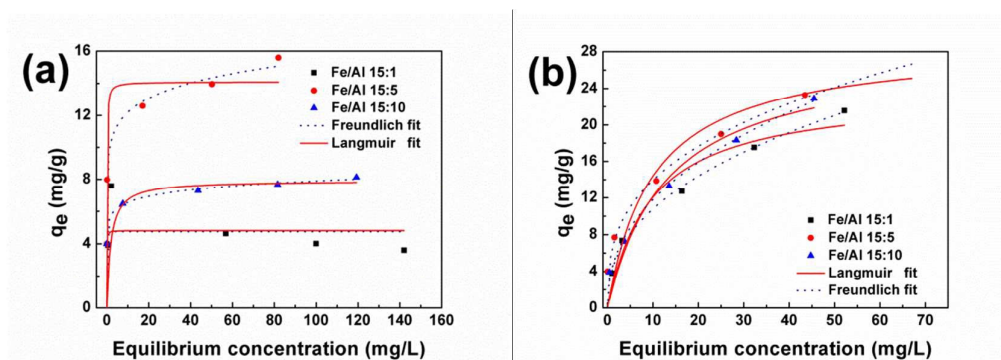 (a)
qe (mg/g)
16
12
8
4
0
Fe/Al 15:1
Fe/Al 15:5
Fe/Al 15:10
Freundlich fit
Langmuir fit
-20 0 20 40 60 80 100 120 140 160
Equilibrium concentration (mg/L)
(b)
qe (mg/g)
28
24
20
16
12
8
4
0
Fe/Al 15:1
Fe/Al 15:5
Fe/Al 15:10
Langmuir fit
Freundlich fit
0 10 20 30 40 50 60 70
Equilibrium concentration (mg/L)